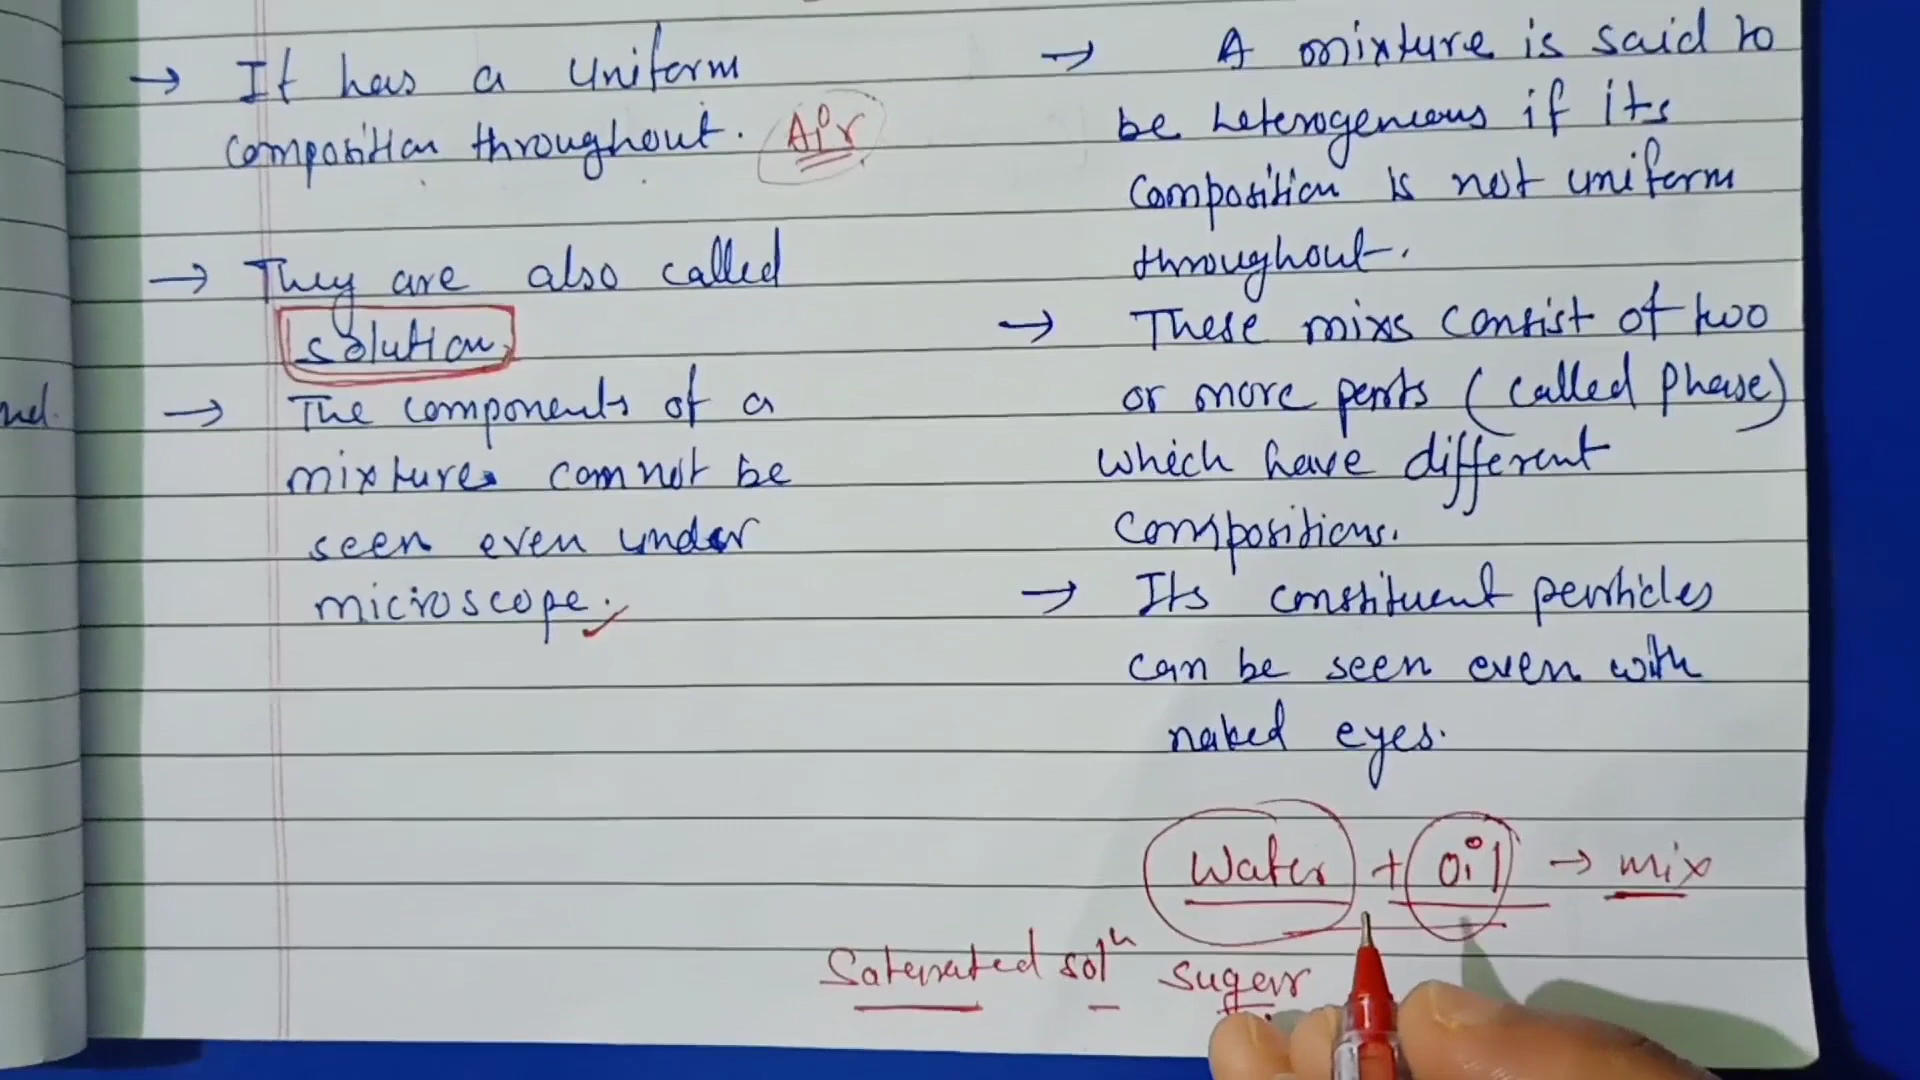 → It has a uniform
composition throughout. Air
→ They are also called
solution.
→ The components of a
mixtures cannot be
seen even under
microscope.
→ A mixture is said to
be heterogeneous if its
composition is not uniform
throughout.
→ These mixs consist of two
or more parts (called phase)
which have different
compositions.
→ Its constituent particles
can be seen even with
naked eyes.
Water + Oil → mix
Saturated solⁿ sugar
nd.